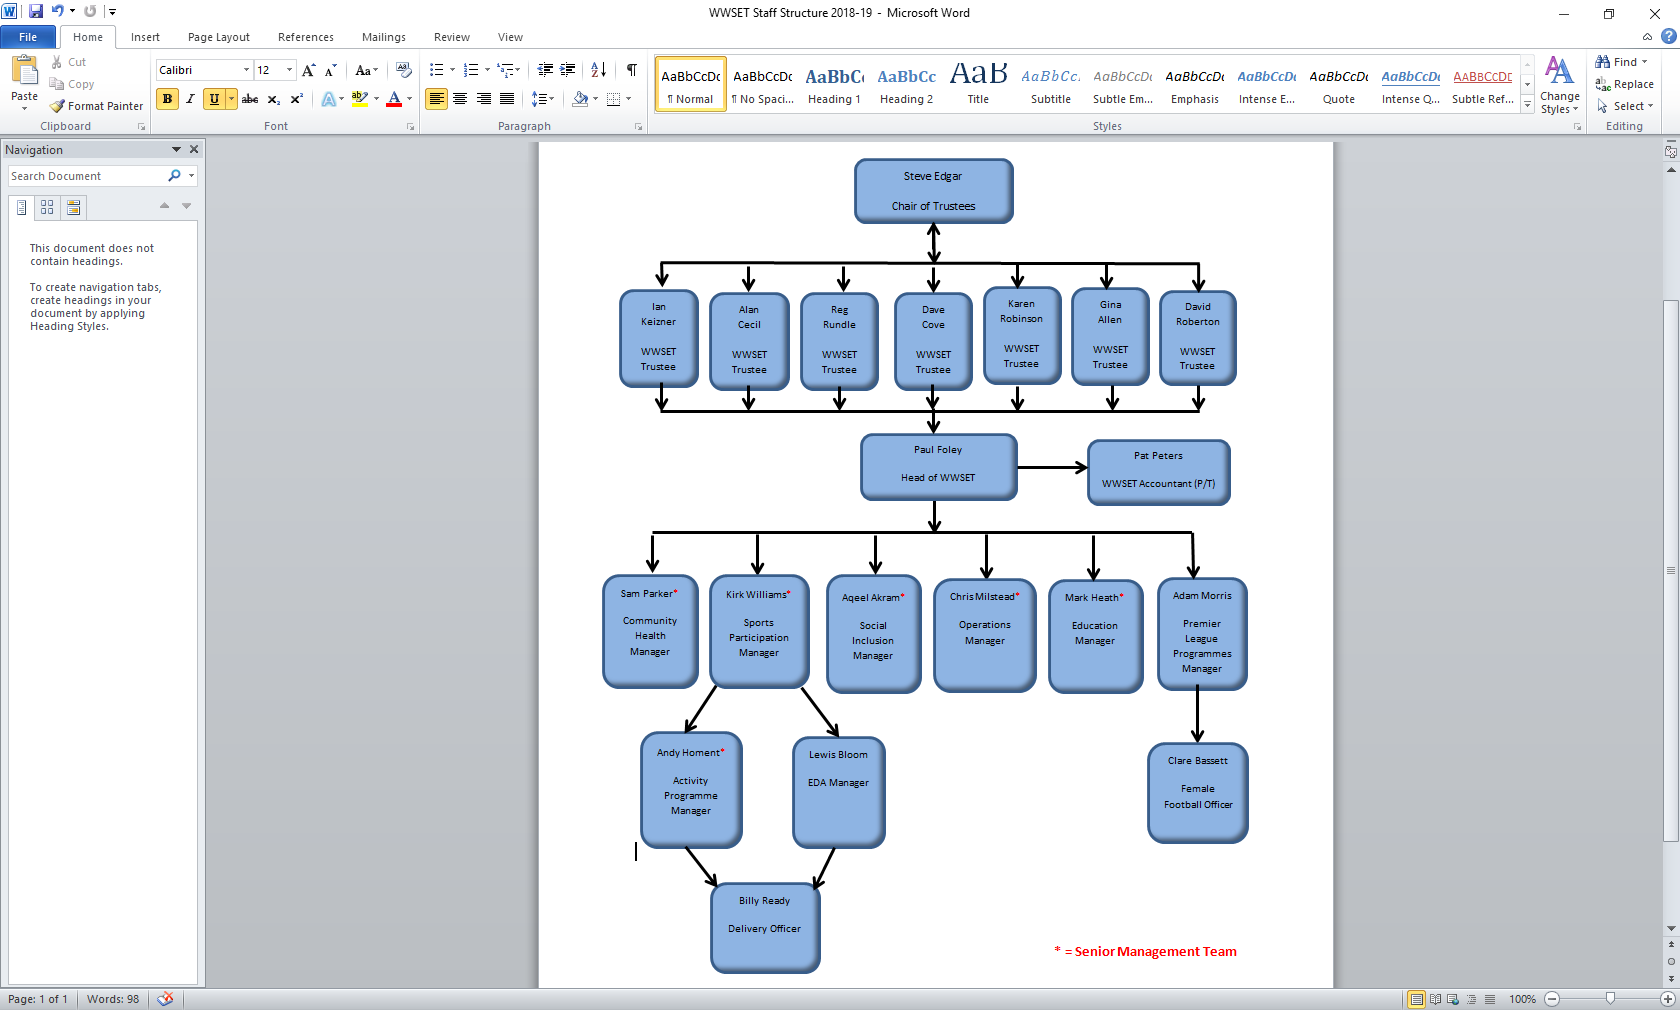 WWSET Staff Structure 2018-19 - Microsoft Word
File Home Insert Page Layout References Mailings Review View
Paste
Cut
Copy
Format Painter
Clipboard
Calibri 12
Font
Paragraph
AaBbCcDc AaBbCcDc AaBbCc AaBbCc AaB AaBbCc. AaBbCcDc AaBbCcDc AaBbCcDc AaBbCcDc AaBbCcDc AABBCCDD
¶ Normal ¶ No Spaci... Heading 1 Heading 2 Title Subtitle Subtle Em... Emphasis Intense E... Quote Intense Q... Subtle Ref...
Change
Styles
Styles
Find
Replace
Select
Editing
Navigation
Search Document
This document does not
contain headings.
To create navigation tabs,
create headings in your
document by applying
Heading Styles.
Steve Edgar
Chair of Trustees
Ian
Keizner
WWSET
Trustee
Alan
Cecil
WWSET
Trustee
Reg
Rundle
WWSET
Trustee
Dave
Cove
WWSET
Trustee
Karen
Robinson
WWSET
Trustee
Gina
Allen
WWSET
Trustee
David
Roberton
WWSET
Trustee
Paul Foley
Head of WWSET
Pat Peters
WWSET Accountant (P/T)
Sam Parker*
Community
Health
Manager
Kirk Williams*
Sports
Participation
Manager
Aqeel Akram*
Social
Inclusion
Manager
Chris Milstead*
Operations
Manager
Mark Heath*
Education
Manager
Adam Morris
Premier
League
Programmes
Manager
Andy Homent*
Activity
Programme
Manager
Lewis Bloom
EDA Manager
Clare Bassett
Female
Football Officer
Billy Ready
Delivery Officer
* = Senior Management Team
Page: 1 of 1 Words: 98 100%